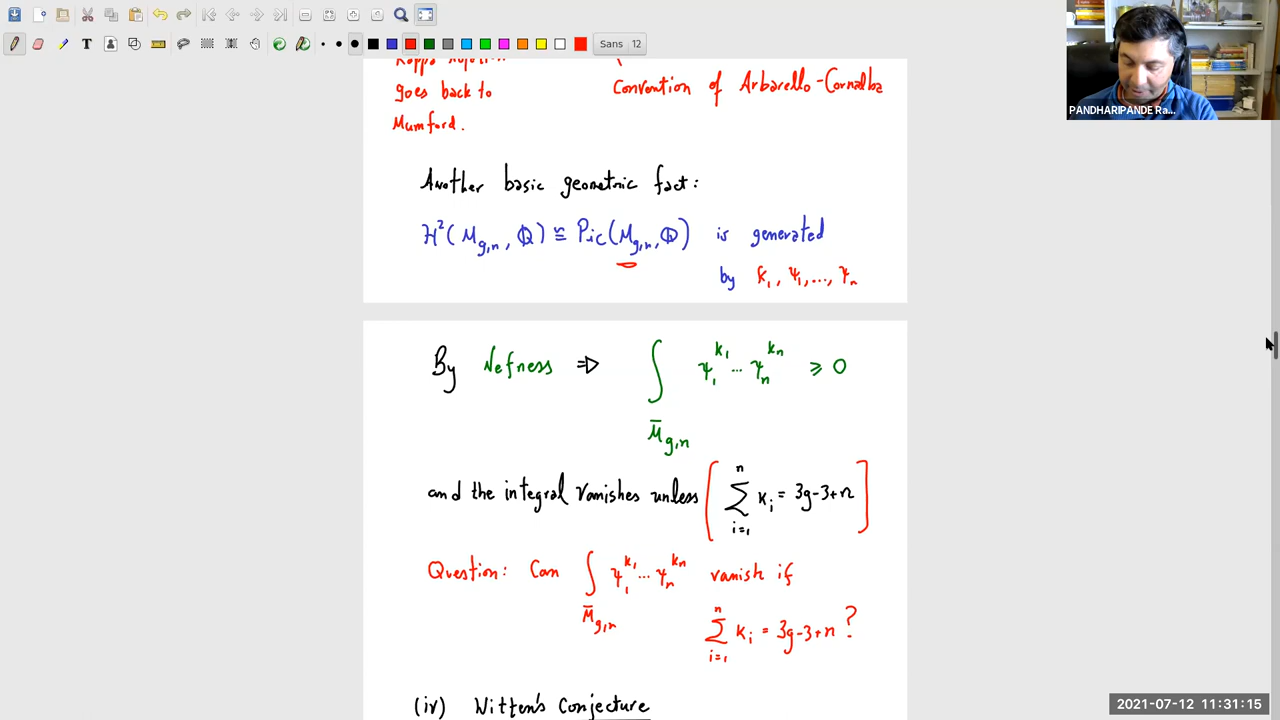 Sans 12
goes back to
Mumford.
Convention of Arbarello-Cornalba
PANDHARIPANDE Ra...
Another basic geometric fact:
H²(M_{g,n}, ℚ) ≅ Pic(M_{g,n}, ℚ) is generated
by κ₁, ψ₁, ..., ψₙ
By Nefness ⇒ ∫_{M̄_{g,n}} ψ₁^{k₁} ... ψₙ^{kₙ} ≥ 0
and the integral vanishes unless [ ∑_{i=1}^{n} kᵢ = 3g-3+n ]
Question: Can ∫_{M̄_{g,n}} ψ₁^{k₁} ... ψₙ^{kₙ} vanish if
∑_{i=1}^{n} kᵢ = 3g-3+n ?
(iv) Witten's Conjecture
2021-07-12 11:31:15